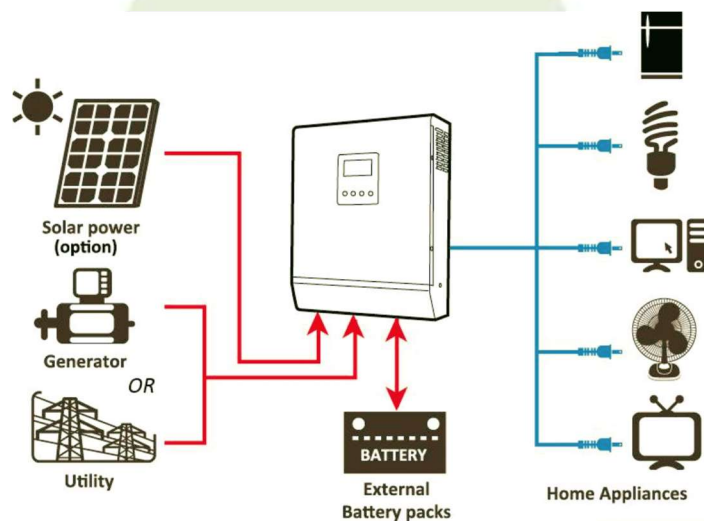 Solar power
(option)
Generator
OR
Utility
BATTERY
External
Battery packs
Home Appliances